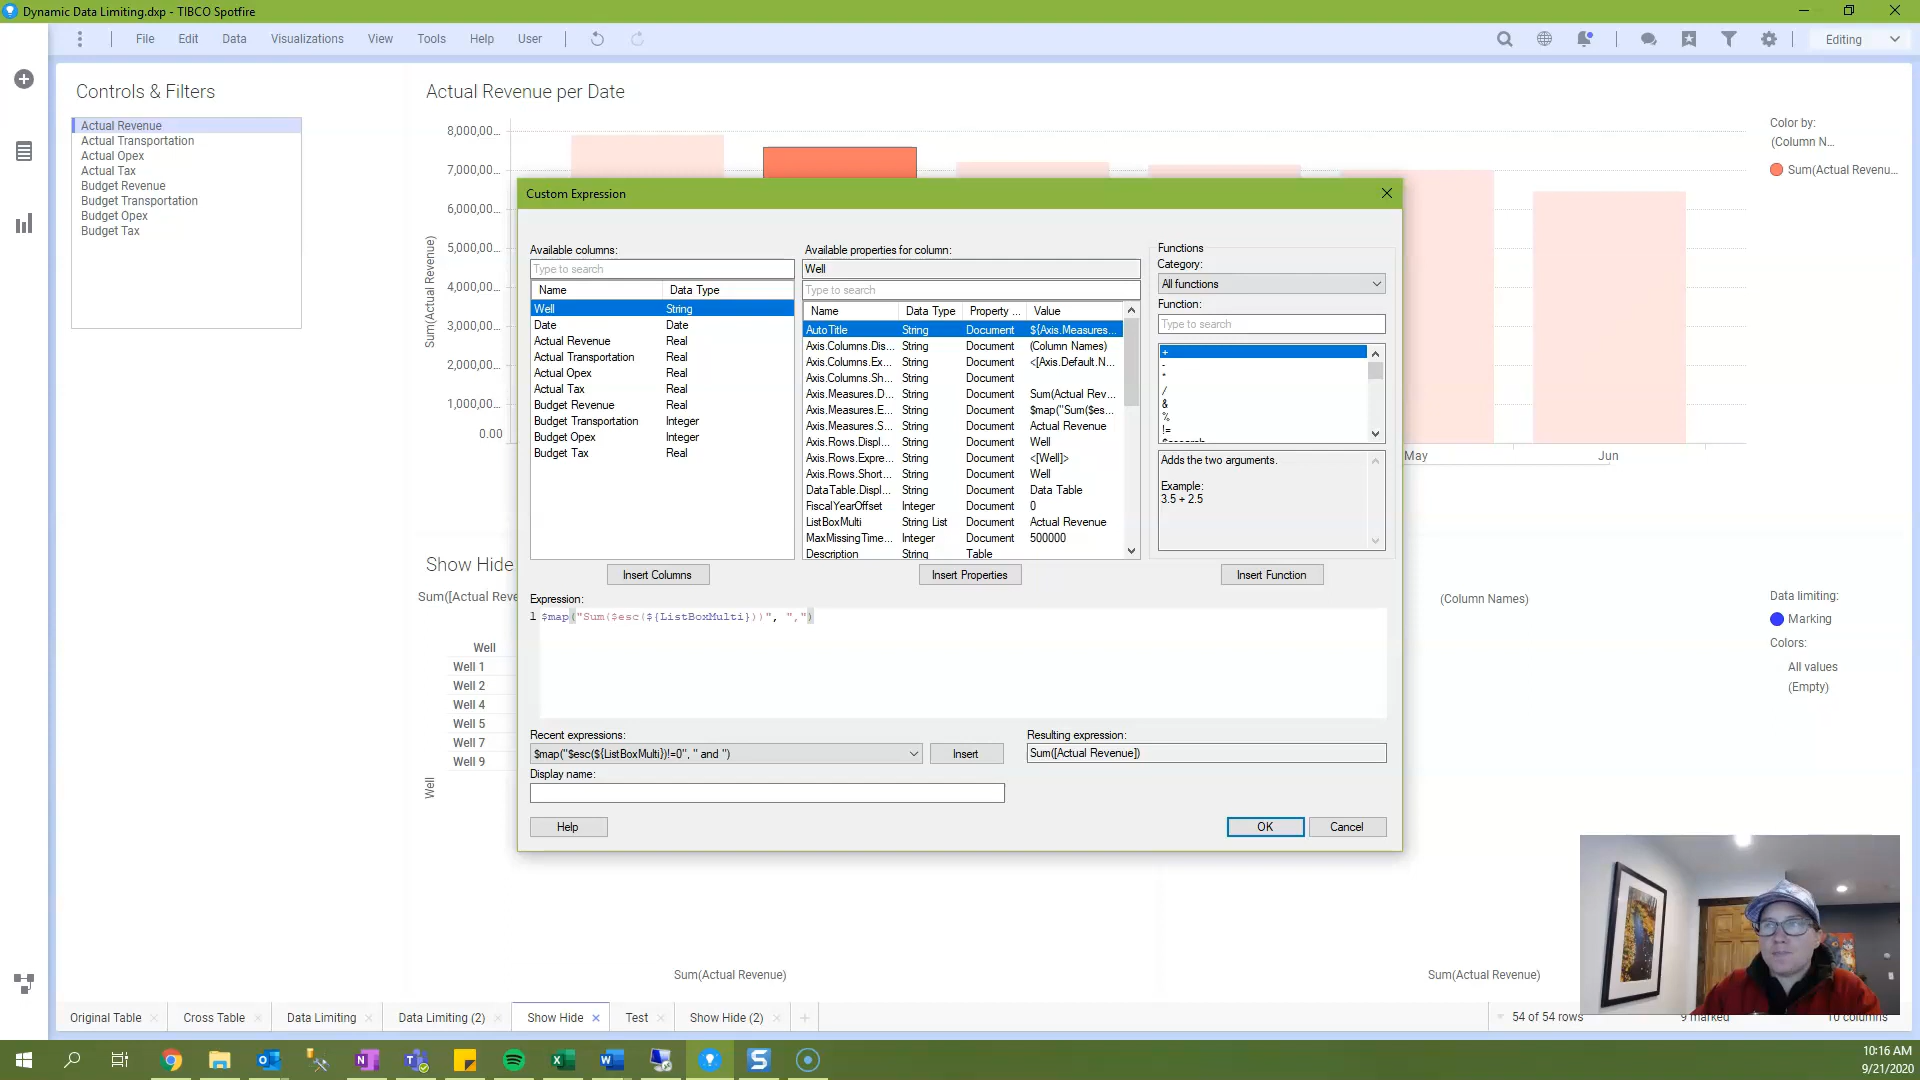 Dynamic Data Limiting.dxp - TIBCO Spotfire
File Edit Data Visualizations View Tools Help User
Editing
Controls & Filters
Actual Revenue
Actual Transportation
Actual Opex
Actual Tax
Budget Revenue
Budget Transportation
Budget Opex
Budget Tax
Actual Revenue per Date
Sum(Actual Revenue)
8,000,00...
7,000,00...
6,000,00...
5,000,00...
4,000,00...
3,000,00...
2,000,00...
1,000,00...
0.00
May
Jun
Color by:
(Column N...
Sum(Actual Revenu...
Custom Expression
Available columns:
Type to search
Name Data Type
Well String
Date Date
Actual Revenue Real
Actual Transportation Real
Actual Opex Real
Actual Tax Real
Budget Revenue Real
Budget Transportation Integer
Budget Opex Integer
Budget Tax Real
Insert Columns
Available properties for column:
Well
Type to search
Name Data Type Property ... Value
AutoTitle String Document ${Axis.Measures...
Axis.Columns.Dis... String Document (Column Names)
Axis.Columns.Ex... String Document <[Axis.Default.N...
Axis.Columns.Sh... String Document
Axis.Measures.D... String Document Sum(Actual Rev...
Axis.Measures.E... String Document $map("Sum($es...
Axis.Measures.S... String Document Actual Revenue
Axis.Rows.Displ... String Document Well
Axis.Rows.Expre... String Document <[Well]>
Axis.Rows.Short... String Document Well
DataTable.Displ... String Document Data Table
FiscalYearOffset Integer Document 0
ListBoxMulti String List Document Actual Revenue
MaxMissingTime... Integer Document 500000
Description String Table
Insert Properties
Functions
Category:
All functions
Function:
Type to search
+
-
*
/
&
%
!=
$csearch
Adds the two arguments.
Example:
3.5 + 2.5
Insert Function
Expression:
1 $map("Sum($esc(${ListBoxMulti}))", ",")
Recent expressions:
$map("$esc(${ListBoxMulti})!=0", " and ")
Insert
Resulting expression:
Sum([Actual Revenue])
Display name:
Help
OK
Cancel
Show Hide
Sum([Actual Reve
Well
Well 1
Well 2
Well 4
Well 5
Well 7
Well 9
Well
Sum(Actual Revenue)
(Column Names)
Sum(Actual Revenue)
Data limiting:
Marking
Colors:
All values
(Empty)
Original Table
Cross Table
Data Limiting
Data Limiting (2)
Show Hide
Test
Show Hide (2)
54 of 54 rows
9 marked
10 columns
10:16 AM
9/21/2020